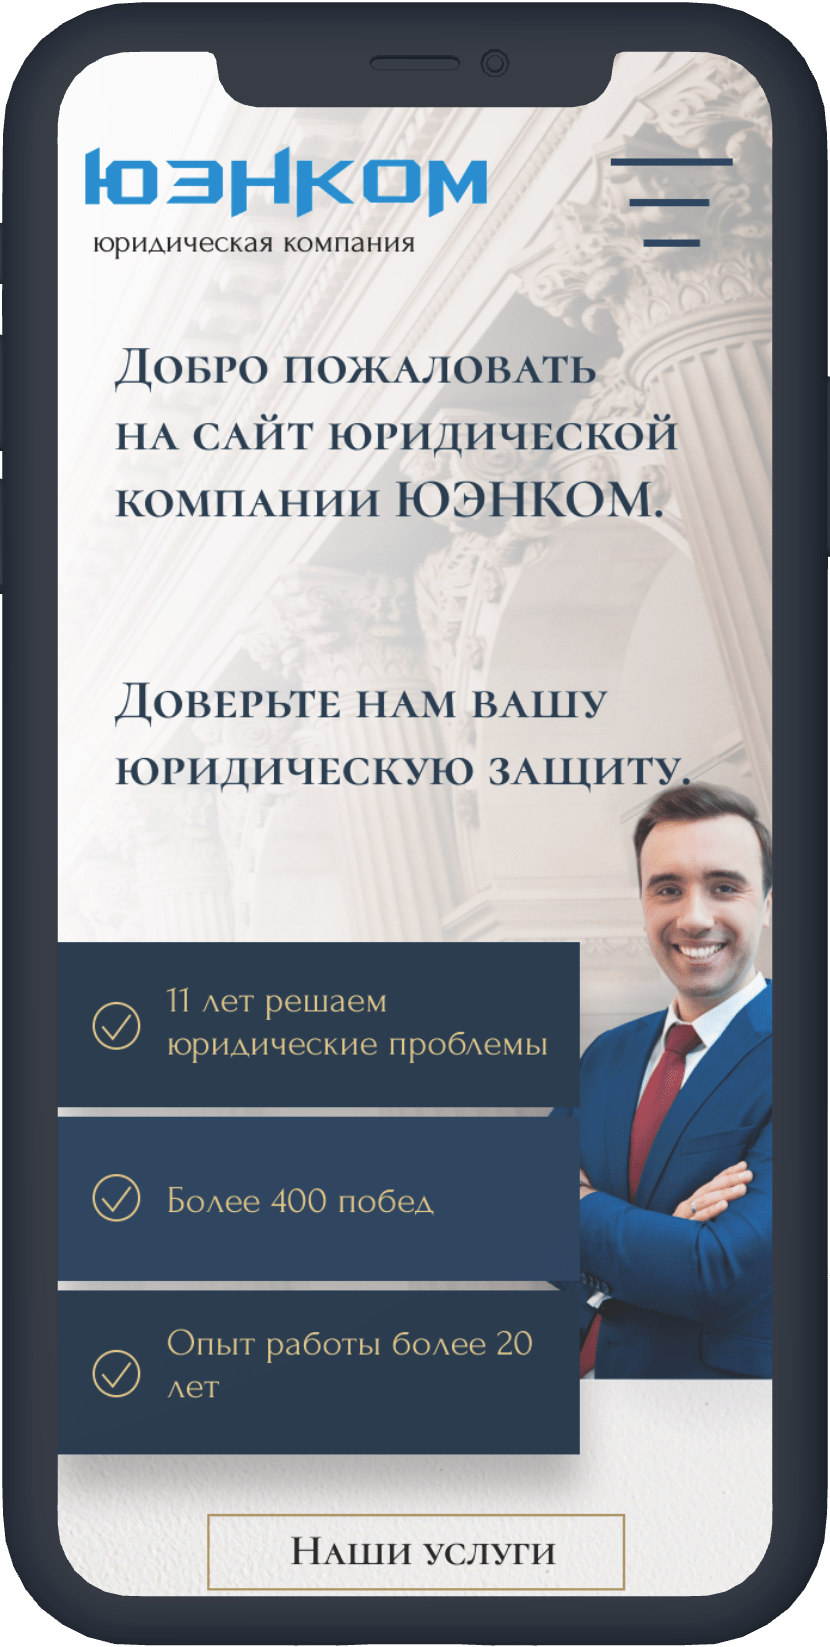 ЮЭНКОМ
юридическая компания
Добро пожаловать
на сайт юридической
компании ЮЭНКОМ.
Доверьте нам вашу
юридическую защиту.
11 лет решаем
юридические проблемы
Более 400 побед
Опыт работы более 20
лет
Наши услуги